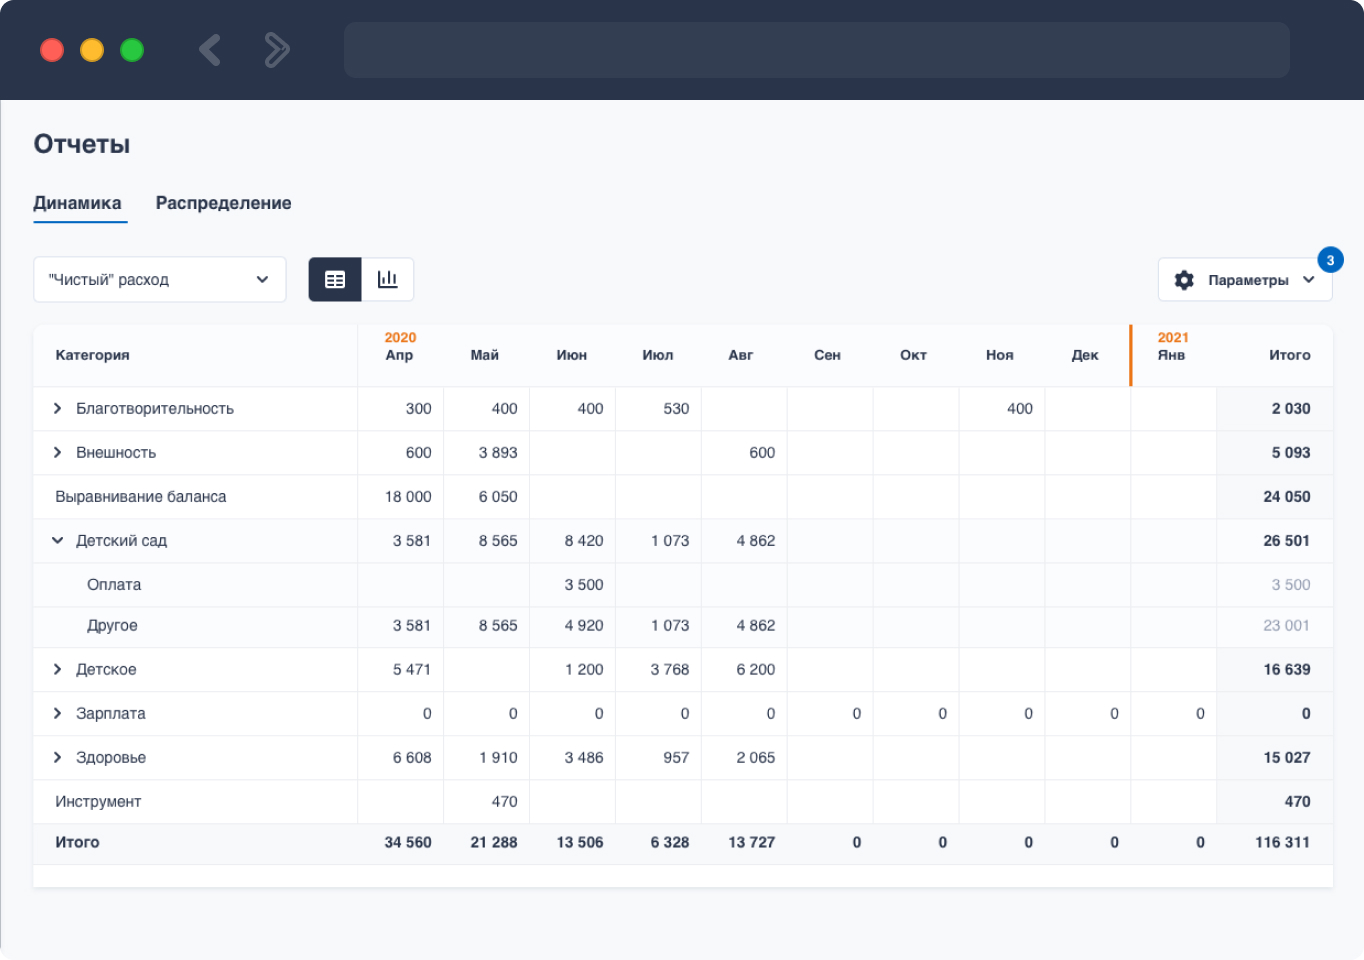 Отчеты
Динамика Распределение
"Чистый" расход Параметры 3
2020 2021
Категория Апр Май Июн Июл Авг Сен Окт Ноя Дек Янв Итого
Благотворительность 300 400 400 530 400 2 030
Внешность 600 3 893 600 5 093
Выравнивание баланса 18 000 6 050 24 050
Детский сад 3 581 8 565 8 420 1 073 4 862 26 501
Оплата 3 500 3 500
Другое 3 581 8 565 4 920 1 073 4 862 23 001
Детское 5 471 1 200 3 768 6 200 16 639
Зарплата 0 0 0 0 0 0 0 0 0 0 0
Здоровье 6 608 1 910 3 486 957 2 065 15 027
Инструмент 470 470
Итого 34 560 21 288 13 506 6 328 13 727 0 0 0 0 0 116 311